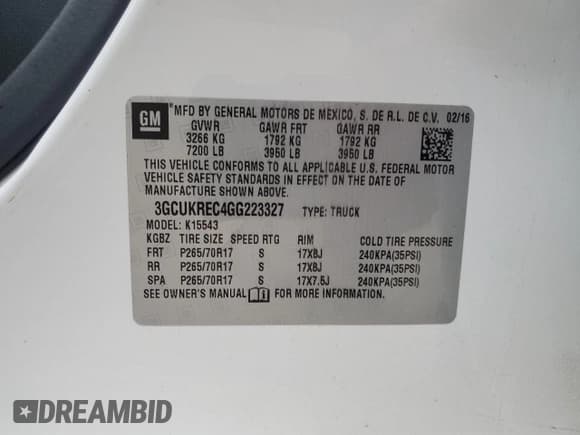 GM ® MFD BY GENERAL MOTORS DE MEXICO, S. DE R.L. DE C.V. 02/16
GVWR GAWR FRT GAWR RR
3266 KG 1792 KG 1792 KG
7200 LB 3950 LB 3950 LB
THIS VEHICLE CONFORMS TO ALL APPLICABLE U.S. FEDERAL MOTOR
VEHICLE SAFETY STANDARDS IN EFFECT ON THE DATE OF
MANUFACTURE SHOWN ABOVE.
3GCUKREC4GG223327 TYPE: TRUCK
MODEL: K15543
KGBZ TIRE SIZE SPEED RTG RIM COLD TIRE PRESSURE
FRT P265/70R17 S 17X8J 240KPA(35PSI)
RR P265/70R17 S 17X8J 240KPA(35PSI)
SPA P265/70R17 S 17X7.5J 240KPA(35PSI)
SEE OWNER'S MANUAL FOR MORE INFORMATION.
DREAMBID